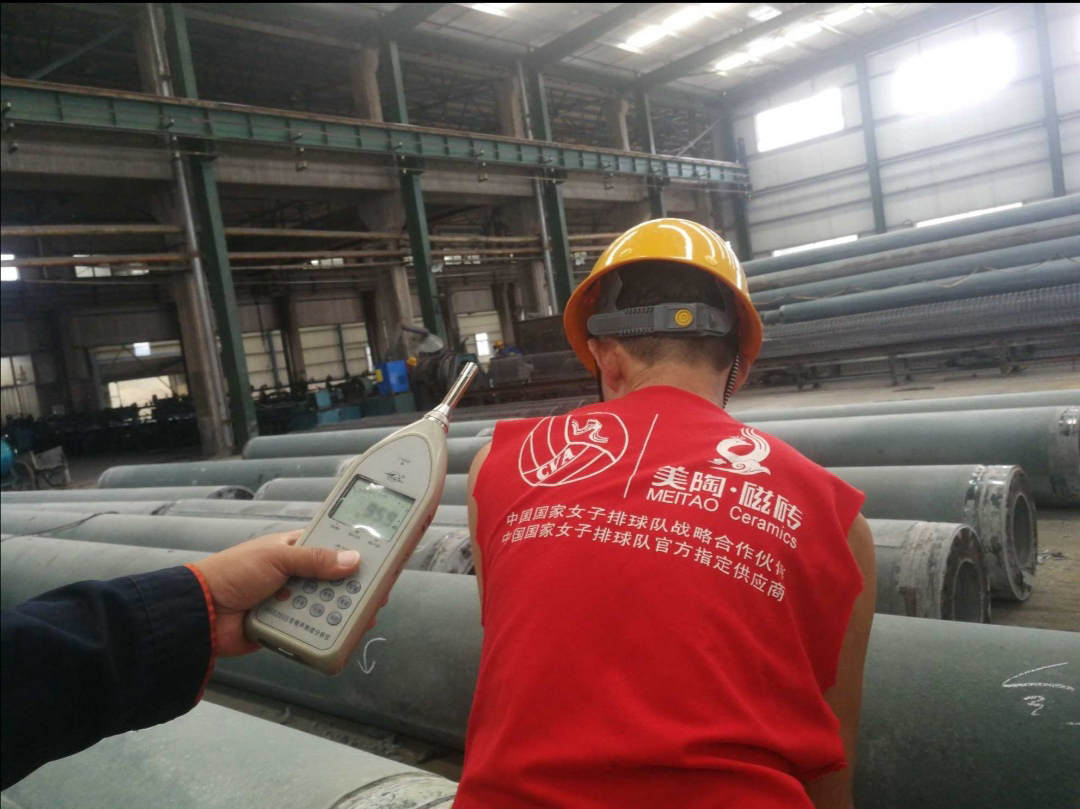 CVA
美陶·磁砖
MEITAO Ceramics
中国国家女子排球队战略合作伙伴
中国国家女子排球队官方指定供应商